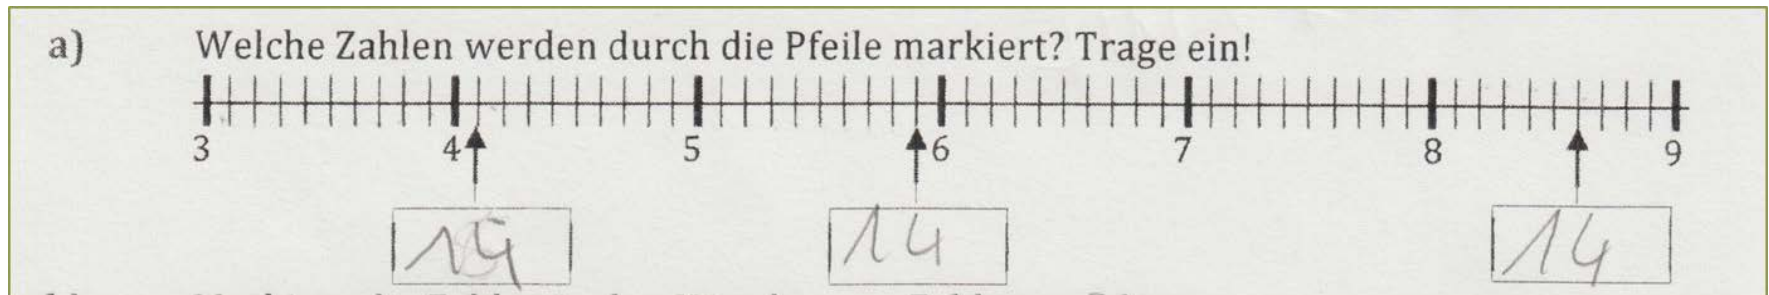 a) Welche Zahlen werden durch die Pfeile markiert? Trage ein!
3 4 5 6 7 8 9
14 14 14